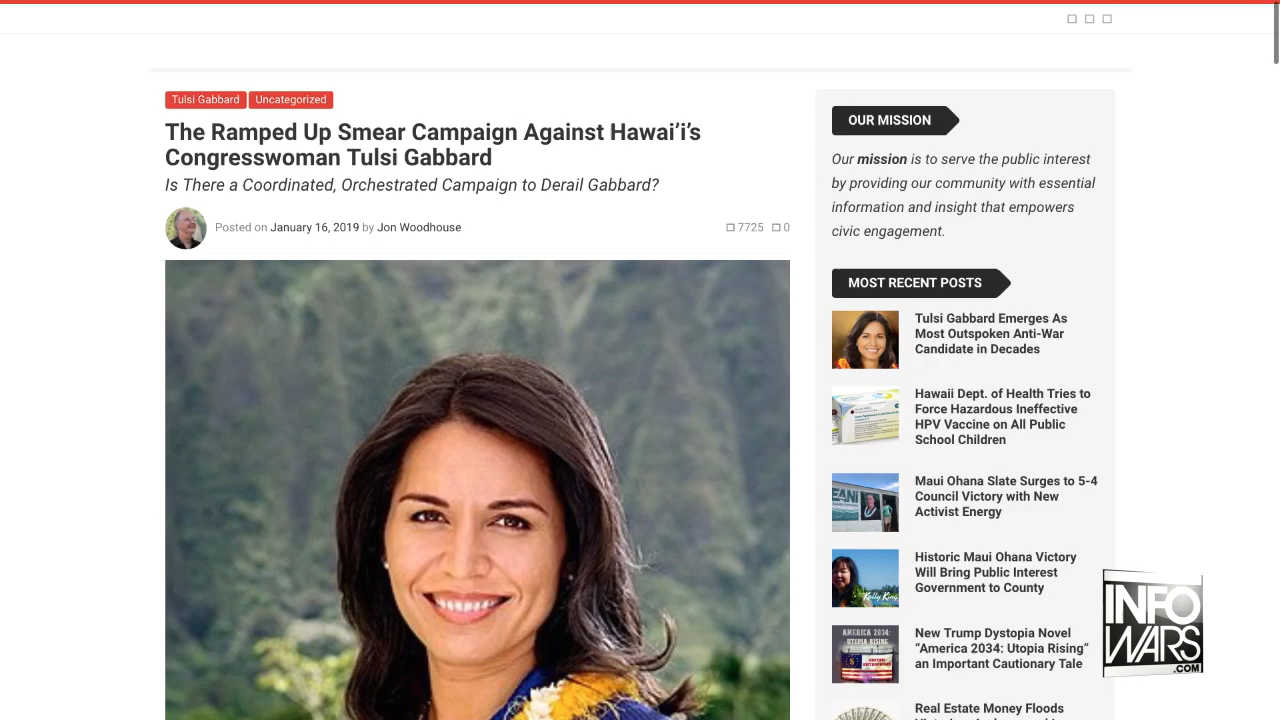 Tulsi Gabbard Uncategorized
The Ramped Up Smear Campaign Against Hawai’i’s
Congresswoman Tulsi Gabbard
Is There a Coordinated, Orchestrated Campaign to Derail Gabbard?
Posted on January 16, 2019 by Jon Woodhouse
7725 0
OUR MISSION
Our mission is to serve the public interest
by providing our community with essential
information and insight that empowers
civic engagement.
MOST RECENT POSTS
Tulsi Gabbard Emerges As
Most Outspoken Anti-War
Candidate in Decades
Hawaii Dept. of Health Tries to
Force Hazardous Ineffective
HPV Vaccine on All Public
School Children
Maui Ohana Slate Surges to 5-4
Council Victory with New
Activist Energy
Historic Maui Ohana Victory
Will Bring Public Interest
Government to County
Kelly King
New Trump Dystopia Novel
“America 2034: Utopia Rising”
an Important Cautionary Tale
AMERICA 2034:
UTOPIA RISING
Real Estate Money Floods
INFO
WARS
.COM